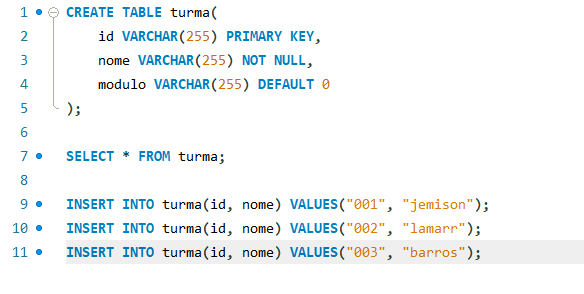 1 CREATE TABLE turma(
2 id VARCHAR(255) PRIMARY KEY,
3 nome VARCHAR(255) NOT NULL,
4 modulo VARCHAR(255) DEFAULT 0
5 );
6
7 SELECT * FROM turma;
8
9 INSERT INTO turma(id, nome) VALUES("001", "jemison");
10 INSERT INTO turma(id, nome) VALUES("002", "lamarr");
11 INSERT INTO turma(id, nome) VALUES("003", "barros");